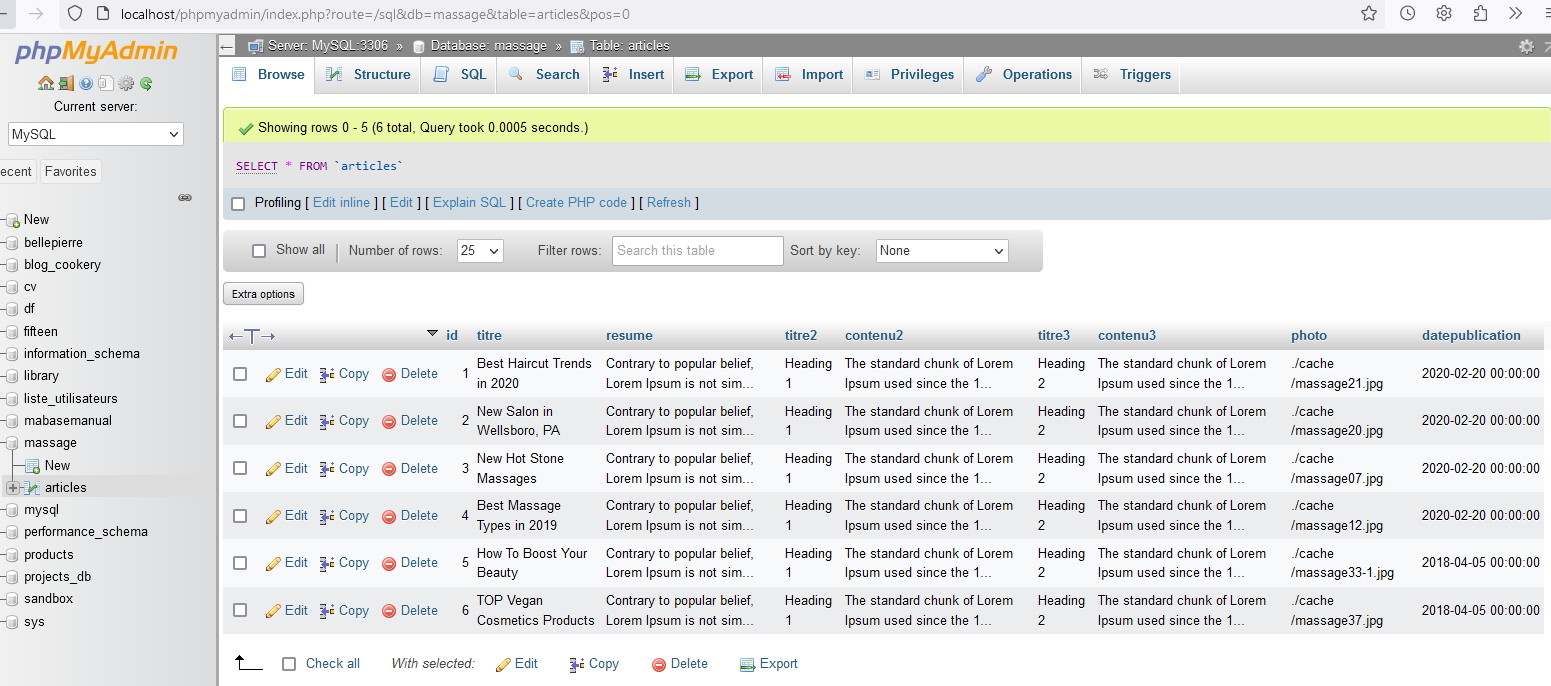 localhost/phpmyadmin/index.php?route=/sql&db=massage&table=articles&pos=0
phpMyAdmin
Current server:
MySQL
ecent Favorites
New
bellepierre
blog_cookery
cv
df
fifteen
information_schema
library
liste_utilisateurs
mabasemanual
massage
New
articles
mysql
performance_schema
products
projects_db
sandbox
sys
Server: MySQL:3306 » Database: massage » Table: articles
Browse Structure SQL Search Insert Export Import Privileges Operations Triggers
Showing rows 0 - 5 (6 total, Query took 0.0005 seconds.)
SELECT * FROM `articles`
Profiling [ Edit inline ] [ Edit ] [ Explain SQL ] [ Create PHP code ] [ Refresh ]
Show all Number of rows: 25 Filter rows: Search this table Sort by key: None
Extra options
id titre resume titre2 contenu2 titre3 contenu3 photo datepublication
Edit Copy Delete 1 Best Haircut Trends Contrary to popular belief, Heading The standard chunk of Lorem Heading The standard chunk of Lorem ./cache 2020-02-20 00:00:00
in 2020 Lorem Ipsum is not sim... 1 Ipsum used since the 1... 2 Ipsum used since the 1... /massage21.jpg
Edit Copy Delete 2 New Salon in Contrary to popular belief, Heading The standard chunk of Lorem Heading The standard chunk of Lorem ./cache 2020-02-20 00:00:00
Wellsboro, PA Lorem Ipsum is not sim... 1 Ipsum used since the 1... 2 Ipsum used since the 1... /massage20.jpg
Edit Copy Delete 3 New Hot Stone Contrary to popular belief, Heading The standard chunk of Lorem Heading The standard chunk of Lorem ./cache 2020-02-20 00:00:00
Massages Lorem Ipsum is not sim... 1 Ipsum used since the 1... 2 Ipsum used since the 1... /massage07.jpg
Edit Copy Delete 4 Best Massage Contrary to popular belief, Heading The standard chunk of Lorem Heading The standard chunk of Lorem ./cache 2020-02-20 00:00:00
Types in 2019 Lorem Ipsum is not sim... 1 Ipsum used since the 1... 2 Ipsum used since the 1... /massage12.jpg
Edit Copy Delete 5 How To Boost Your Contrary to popular belief, Heading The standard chunk of Lorem Heading The standard chunk of Lorem ./cache 2018-04-05 00:00:00
Beauty Lorem Ipsum is not sim... 1 Ipsum used since the 1... 2 Ipsum used since the 1... /massage33-1.jpg
Edit Copy Delete 6 TOP Vegan Contrary to popular belief, Heading The standard chunk of Lorem Heading The standard chunk of Lorem ./cache 2018-04-05 00:00:00
Cosmetics Products Lorem Ipsum is not sim... 1 Ipsum used since the 1... 2 Ipsum used since the 1... /massage37.jpg
Check all With selected: Edit Copy Delete Export